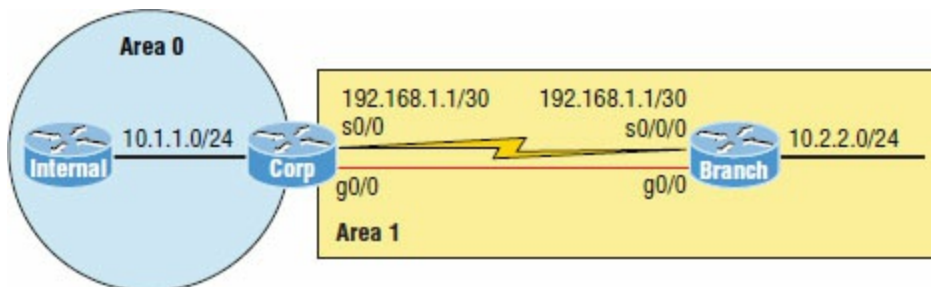 Area 0
192.168.1.1/30 192.168.1.1/30
s0/0 s0/0/0
Internal 10.1.1.0/24 Corp Branch 10.2.2.0/24
g0/0 g0/0
Area 1